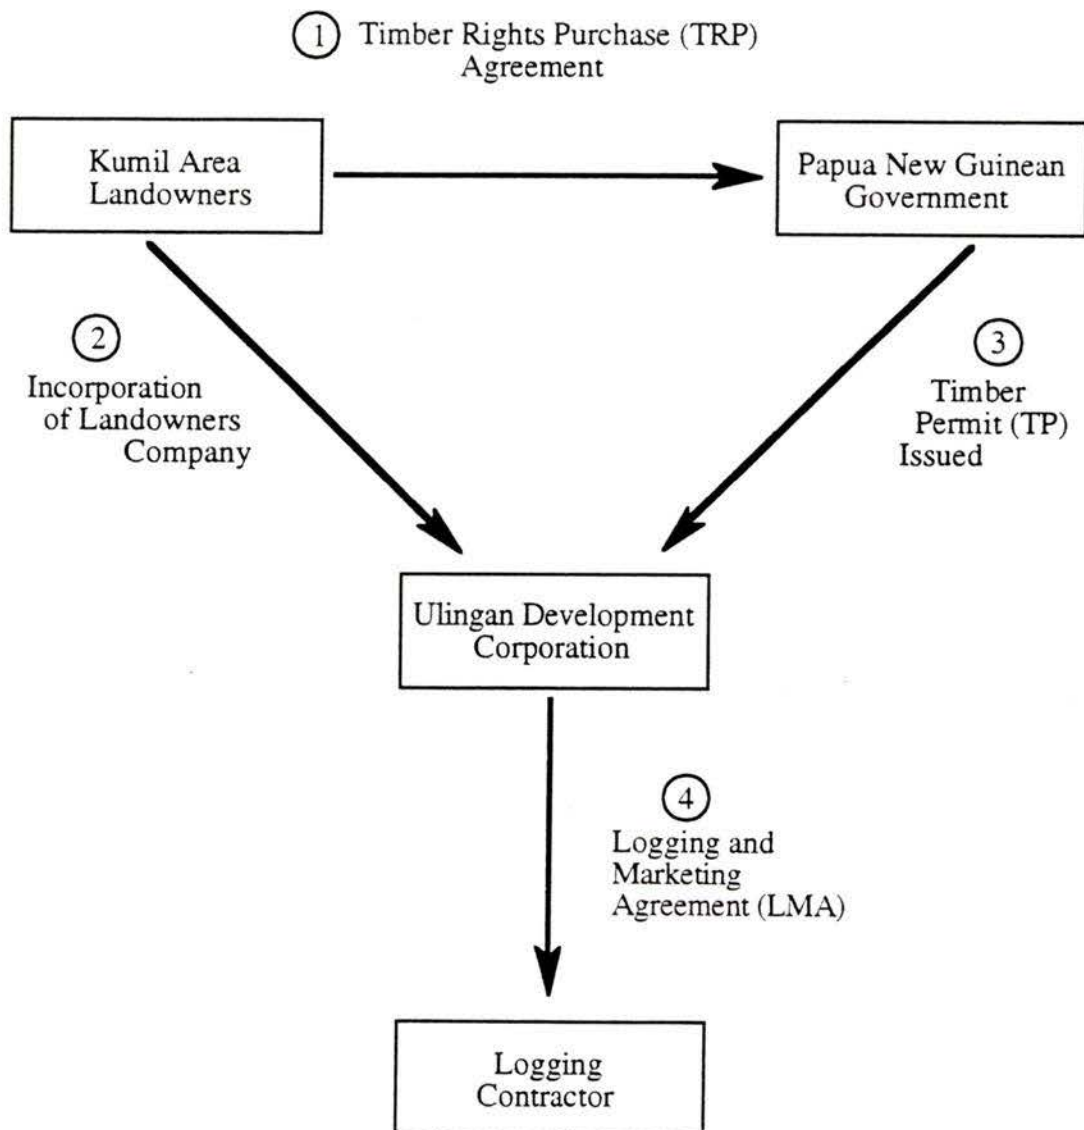 1 Timber Rights Purchase (TRP)
Agreement
Kumil Area
Landowners
Papua New Guinean
Government
2
Incorporation
of Landowners
Company
3
Timber
Permit (TP)
Issued
Ulingan Development
Corporation
4
Logging and
Marketing
Agreement (LMA)
Logging
Contractor